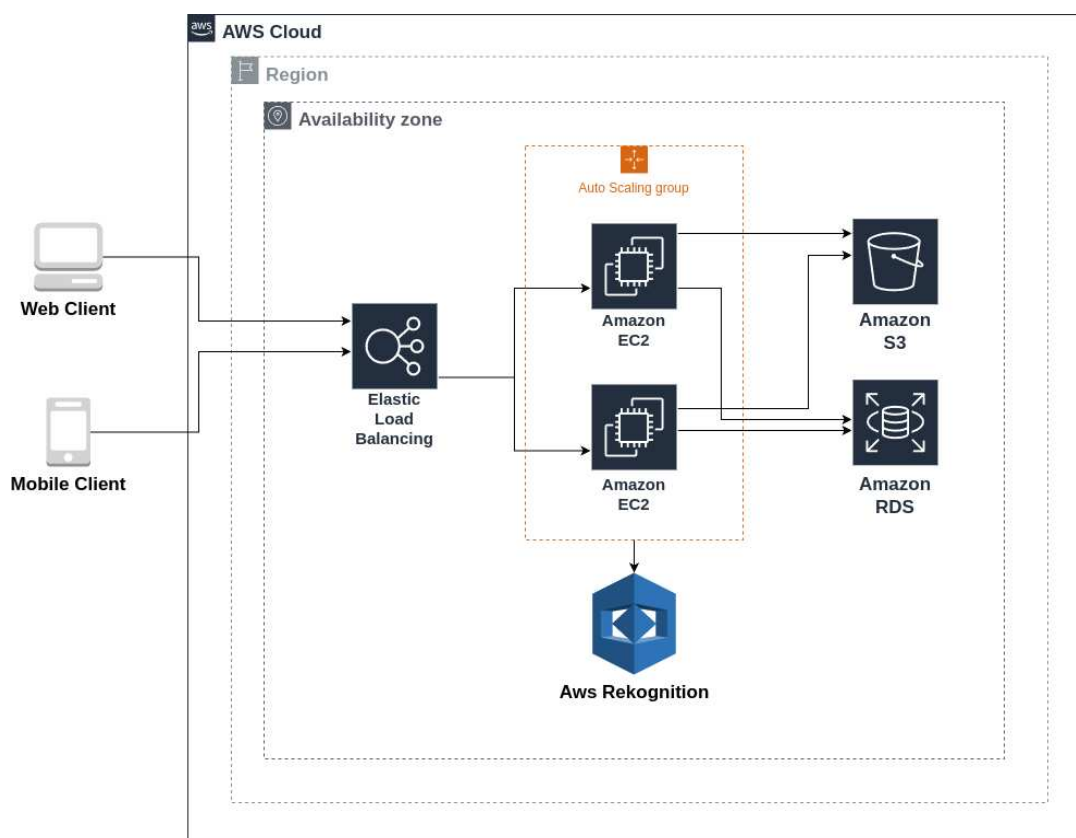 aws
AWS Cloud
Region
Availability zone
Auto Scaling group
Web Client
Mobile Client
Elastic
Load
Balancing
Amazon
EC2
Amazon
EC2
Amazon
S3
Amazon
RDS
Aws Rekognition